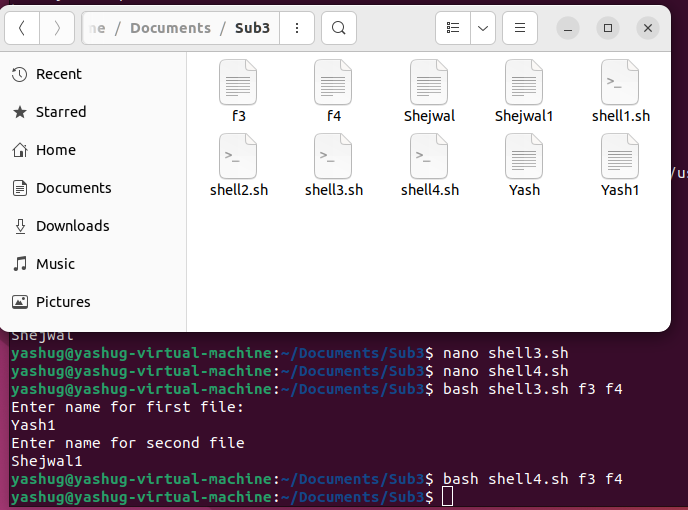 ne / Documents / Sub3
Recent
Starred
Home
Documents
Downloads
Music
Pictures
f3 f4 Shejwal Shejwal1 shell1.sh
shell2.sh shell3.sh shell4.sh Yash Yash1
/us
Shejwal
yashug@yashug-virtual-machine:~/Documents/Sub3$ nano shell3.sh
yashug@yashug-virtual-machine:~/Documents/Sub3$ nano shell4.sh
yashug@yashug-virtual-machine:~/Documents/Sub3$ bash shell3.sh f3 f4
Enter name for first file:
Yash1
Enter name for second file
Shejwal1
yashug@yashug-virtual-machine:~/Documents/Sub3$ bash shell4.sh f3 f4
yashug@yashug-virtual-machine:~/Documents/Sub3$